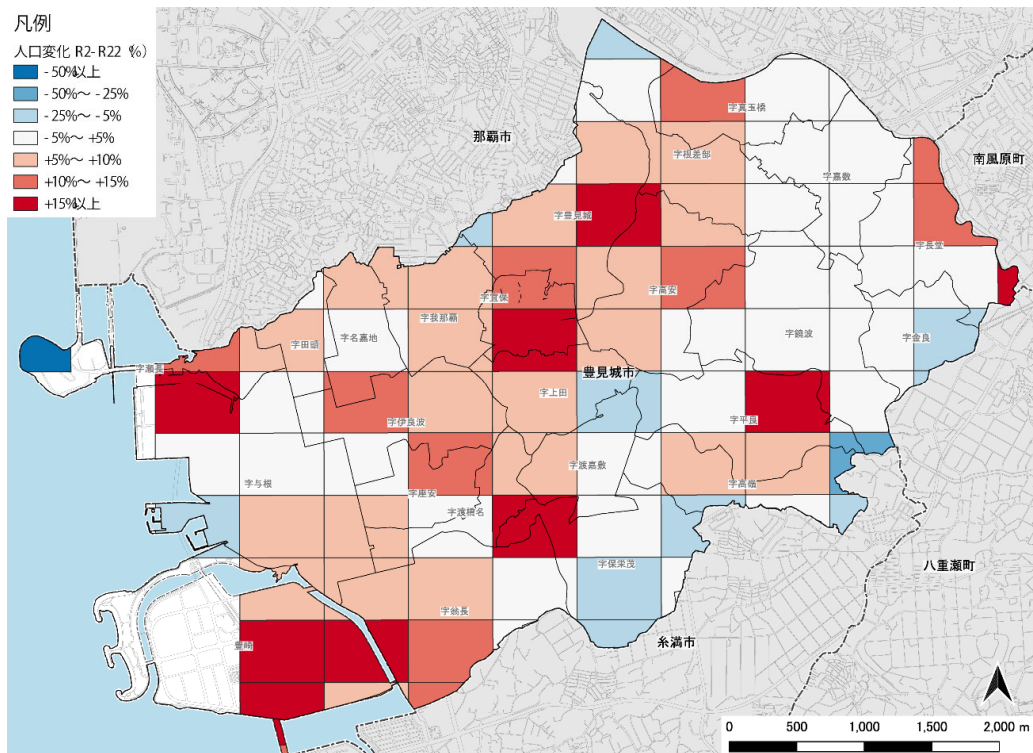 凡例
人口変化 R2- R22 (%)
- 50%以上
- 50%~ - 25%
- 25%~ - 5%
- 5%~ +5%
+5%~ +10%
+10%~ +15%
+15%以上
那覇市
南風原町
字真玉橋
字根差部
字嘉数
字豊見城
字長堂
字宜保
字高安
字我那覇
字名嘉地
字田頭
字饒波
字金良
字瀬長
豊見城市
字上田
字伊良波
字平良
字渡嘉敷
字高嶺
字与根
字座安
字渡橋名
字保栄茂
八重瀬町
字翁長
豊崎
糸満市
0 500 1,000 1,500 2,000 m